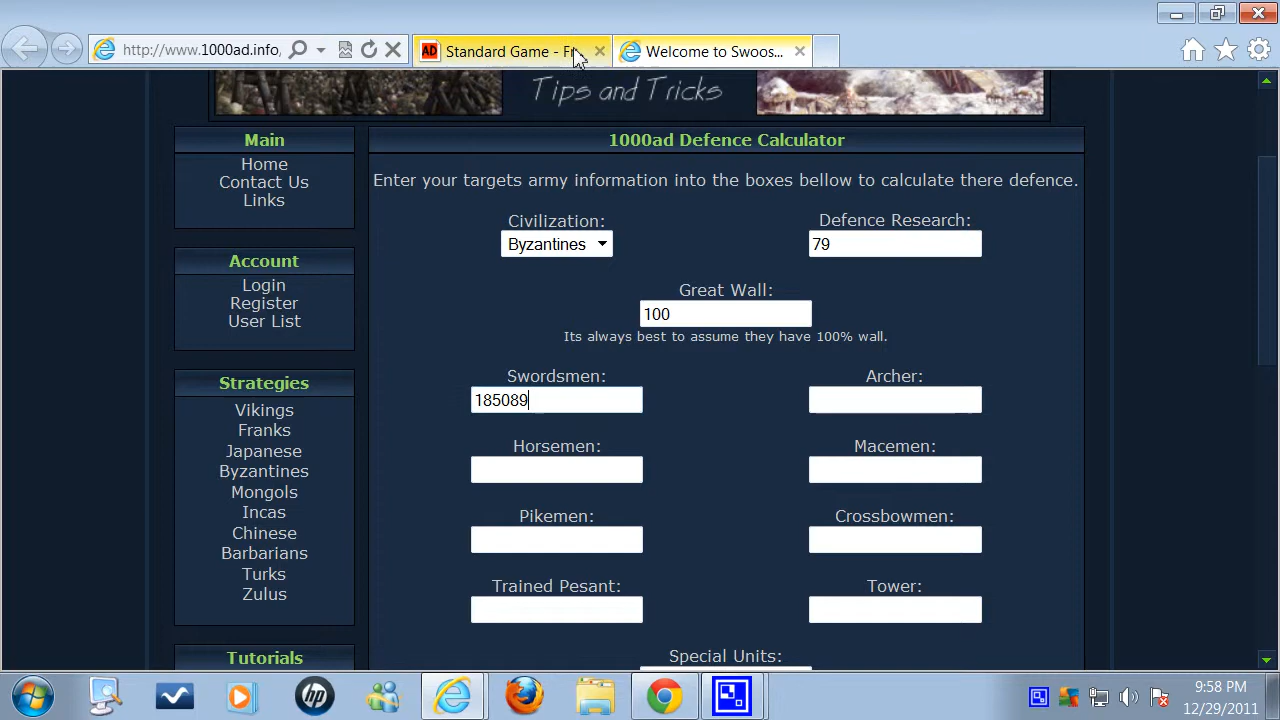 http://www.1000ad.info,
AD Standard Game - Fr
Welcome to Swoos...
Tips and Tricks
Main
Home
Contact Us
Links
Account
Login
Register
User List
Strategies
Vikings
Franks
Japanese
Byzantines
Mongols
Incas
Chinese
Barbarians
Turks
Zulus
Tutorials
1000ad Defence Calculator
Enter your targets army information into the boxes bellow to calculate there defence.
Civilization:
Byzantines
Defence Research:
79
Great Wall:
100
Its always best to assume they have 100% wall.
Swordsmen:
185089
Archer:
Horsemen:
Macemen:
Pikemen:
Crossbowmen:
Trained Pesant:
Tower:
Special Units:
hp
9:58 PM
12/29/2011